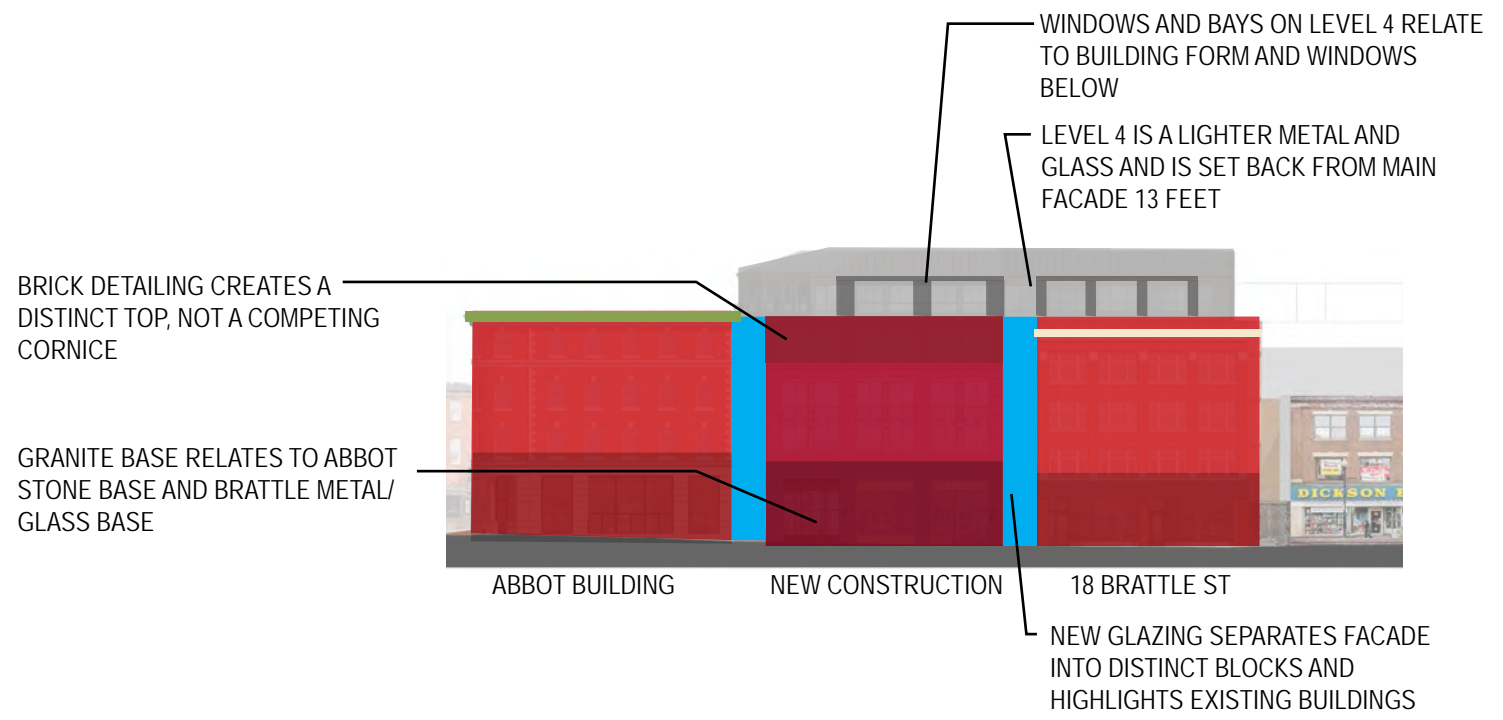 WINDOWS AND BAYS ON LEVEL 4 RELATE
TO BUILDING FORM AND WINDOWS
BELOW
LEVEL 4 IS A LIGHTER METAL AND
GLASS AND IS SET BACK FROM MAIN
FACADE 13 FEET
BRICK DETAILING CREATES A
DISTINCT TOP, NOT A COMPETING
CORNICE
GRANITE BASE RELATES TO ABBOT
STONE BASE AND BRATTLE METAL/
GLASS BASE
DICKSON
ABBOT BUILDING
NEW CONSTRUCTION
18 BRATTLE ST
NEW GLAZING SEPARATES FACADE
INTO DISTINCT BLOCKS AND
HIGHLIGHTS EXISTING BUILDINGS